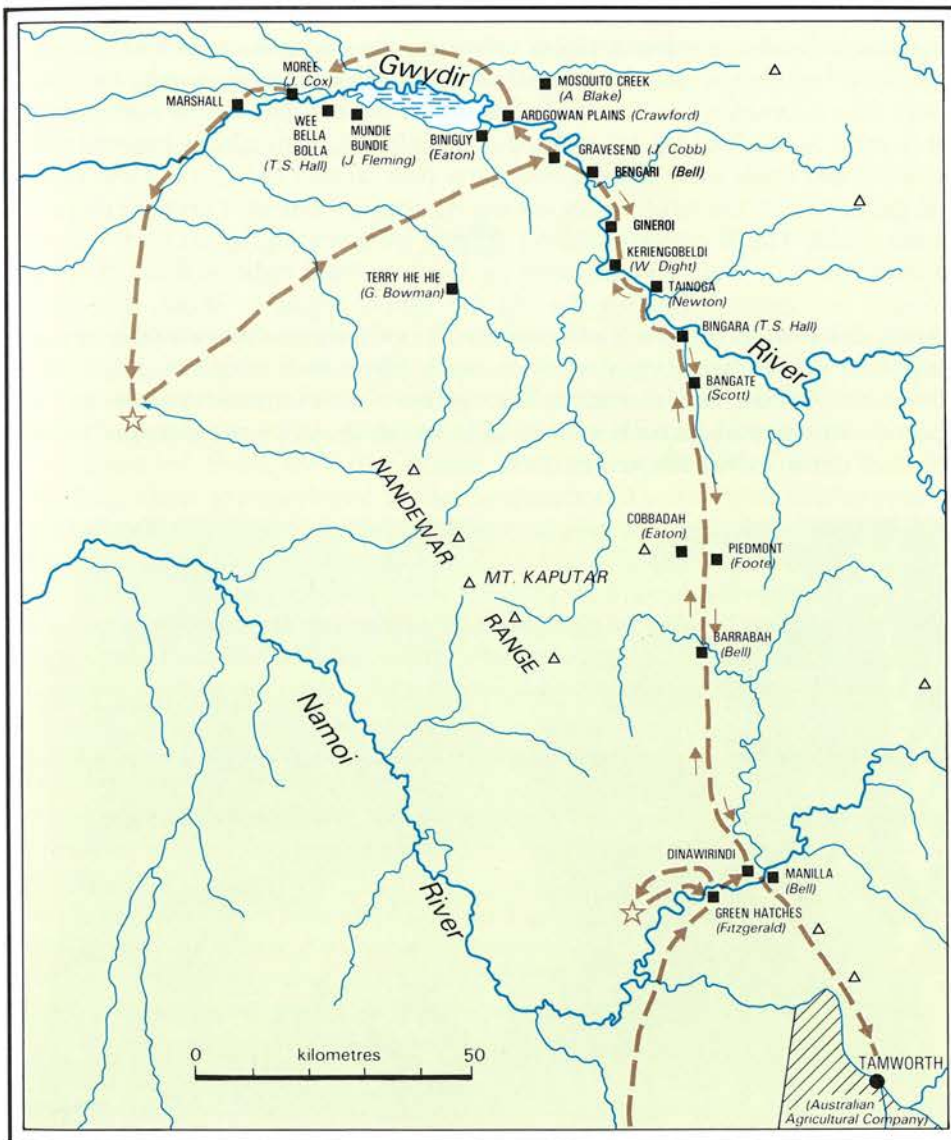 MOREE
(J. Cox)
Gwydir
MOSQUITO CREEK
(A Blake)
MARSHALL
ARDGOWAN PLAINS (Crawford)
WEE
BELLA
BOLLA
(T.S. Hall)
MUNDIE
BUNDIE
(J. Fleming)
BINIGUY
(Eaton)
GRAVESEND (J. Cobb)
BENGARI (Bell)
GINEROI
KERIENGOBELDI
(W. Dight)
TERRY HIE HIE
(G. Bowman)
TAINOGA
(Newton)
BINGARA (T.S. Hall)
River
BANGATE
(Scott)
NANDEWAR
COBBADAH
(Eaton)
PIEDMONT
(Foote)
MT. KAPUTAR
RANGE
BARRABAH
(Bell)
Namoi
River
DINAWIRINDI
MANILLA
(Bell)
GREEN HATCHES
(Fitzgerald)
0 kilometres 50
TAMWORTH
(Australian
Agricultural Company)